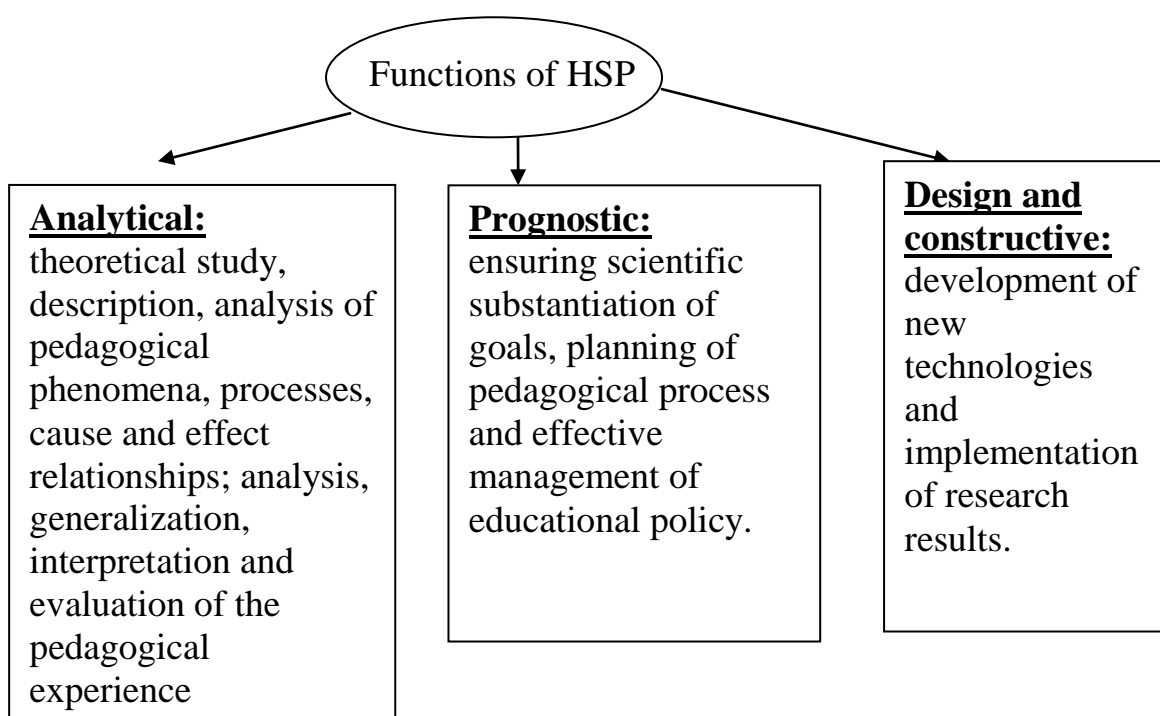 Functions of HSP
Analytical:
theoretical study,
description, analysis of
pedagogical
phenomena, processes,
cause and effect
relationships; analysis,
generalization,
interpretation and
evaluation of the
pedagogical
experience
Prognostic:
ensuring scientific
substantiation of
goals, planning of
pedagogical process
and effective
management of
educational policy.
Design and
constructive:
development of
new
technologies
and
implementation
of research
results.